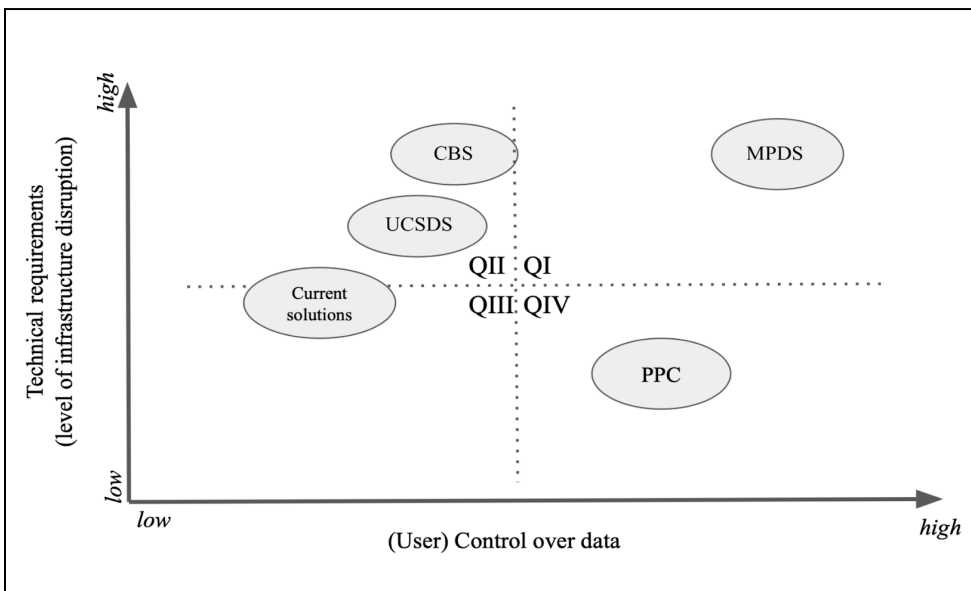 high
Technical requirements
(level of infrastructure disruption)
CBS
MPDS
UCSDS
QII
QI
Current
solutions
QIII
QIV
PPC
low
low
high
(User) Control over data